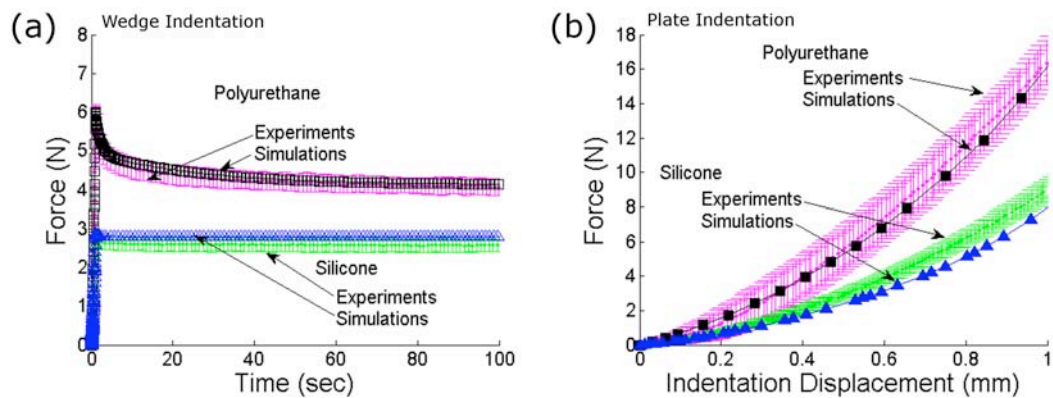 (a)
Wedge Indentation
8
7
6
5
4
3
2
1
0
Force (N)
Polyurethane
Experiments
Simulations
Silicone
Experiments
Simulations
0 20 40 60 80 100
Time (sec)
(b)
Plate Indentation
18
16
14
12
10
8
6
4
2
0
Force (N)
Polyurethane
Experiments
Simulations
Silicone
Experiments
Simulations
0 0.2 0.4 0.6 0.8 1
Indentation Displacement (mm)